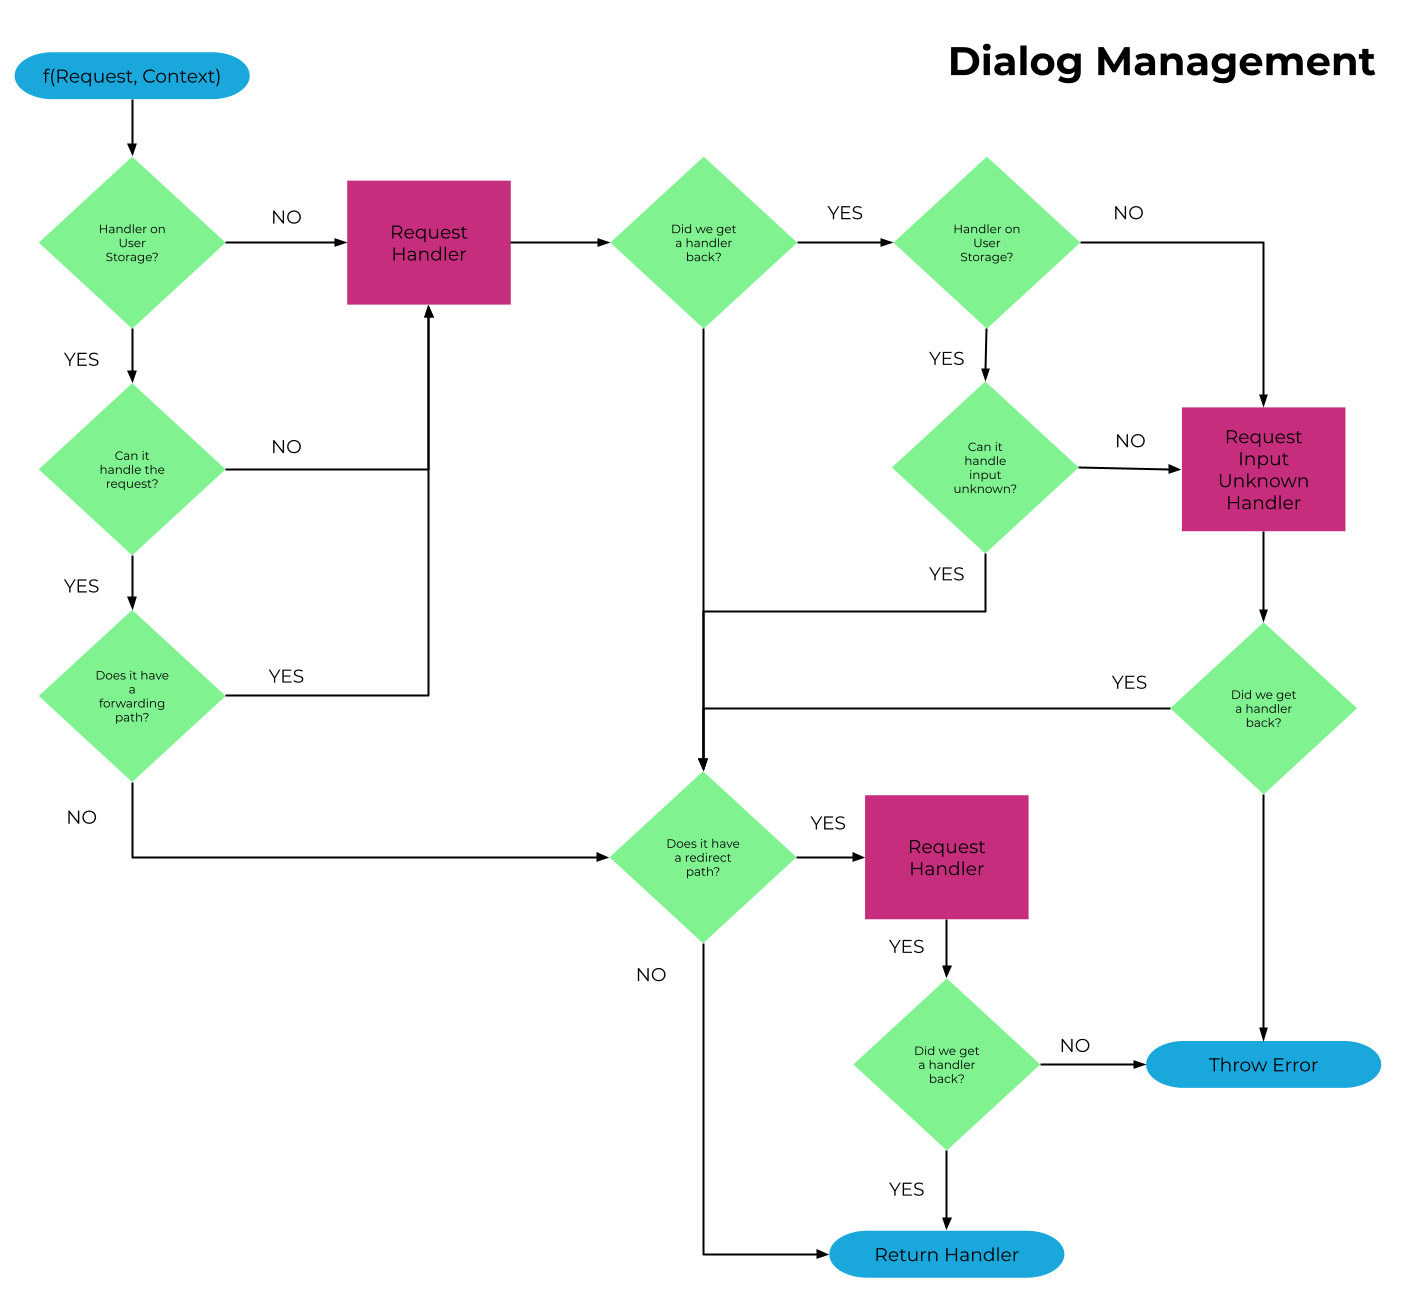 Dialog Management
f(Request, Context)
Handler on
User
Storage?
NO
Request
Handler
Did we get
a handler
back?
YES
Handler on
User
Storage?
NO
YES
Can it
handle the
request?
NO
YES
Can it
handle
input
unknown?
NO
Request
Input
Unknown
Handler
YES
YES
Does it have
a
forwarding
path?
YES
YES
Did we get
a handler
back?
NO
Does it have
a redirect
path?
YES
Request
Handler
NO
YES
Did we get
a handler
back?
NO
Throw Error
YES
Return Handler